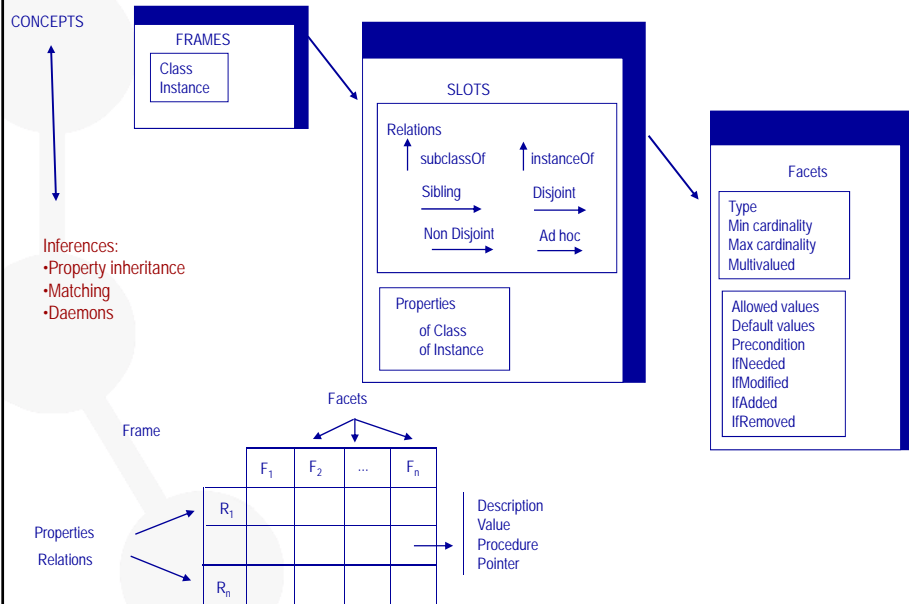 CONCEPTS
FRAMES
Class
Instance
SLOTS
Relations
subclassOf
instanceOf
Sibling
Disjoint
Non Disjoint
Ad hoc
Properties
of Class
of Instance
Facets
Type
Min cardinality
Max cardinality
Multivalued
Allowed values
Default values
Precondition
IfNeeded
IfModified
IfAdded
IfRemoved
Inferences:
•Property inheritance
•Matching
•Daemons
Facets
Frame
F1 F2 ... Fn
R1
Rn
Properties
Relations
Description
Value
Procedure
Pointer